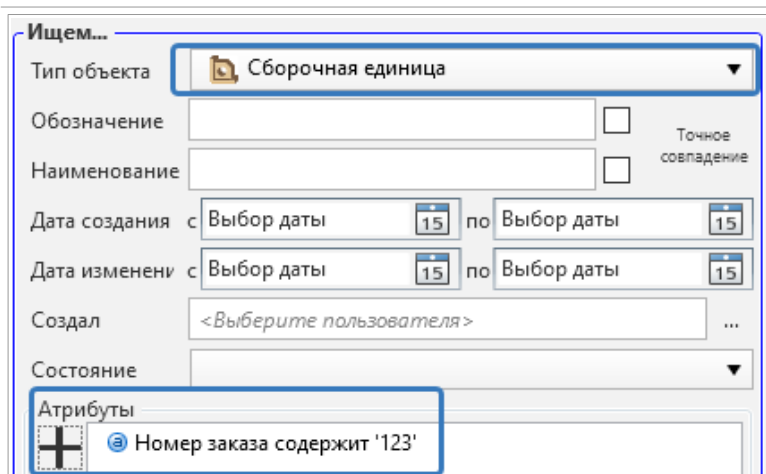 Ищем...
Тип объекта Сборочная единица
Обозначение
Точное совпадение
Наименование
Дата создания с Выбор даты 15 по Выбор даты 15
Дата изменени с Выбор даты 15 по Выбор даты 15
Создал <Выберите пользователя> ...
Состояние
Атрибуты
a Номер заказа содержит '123'